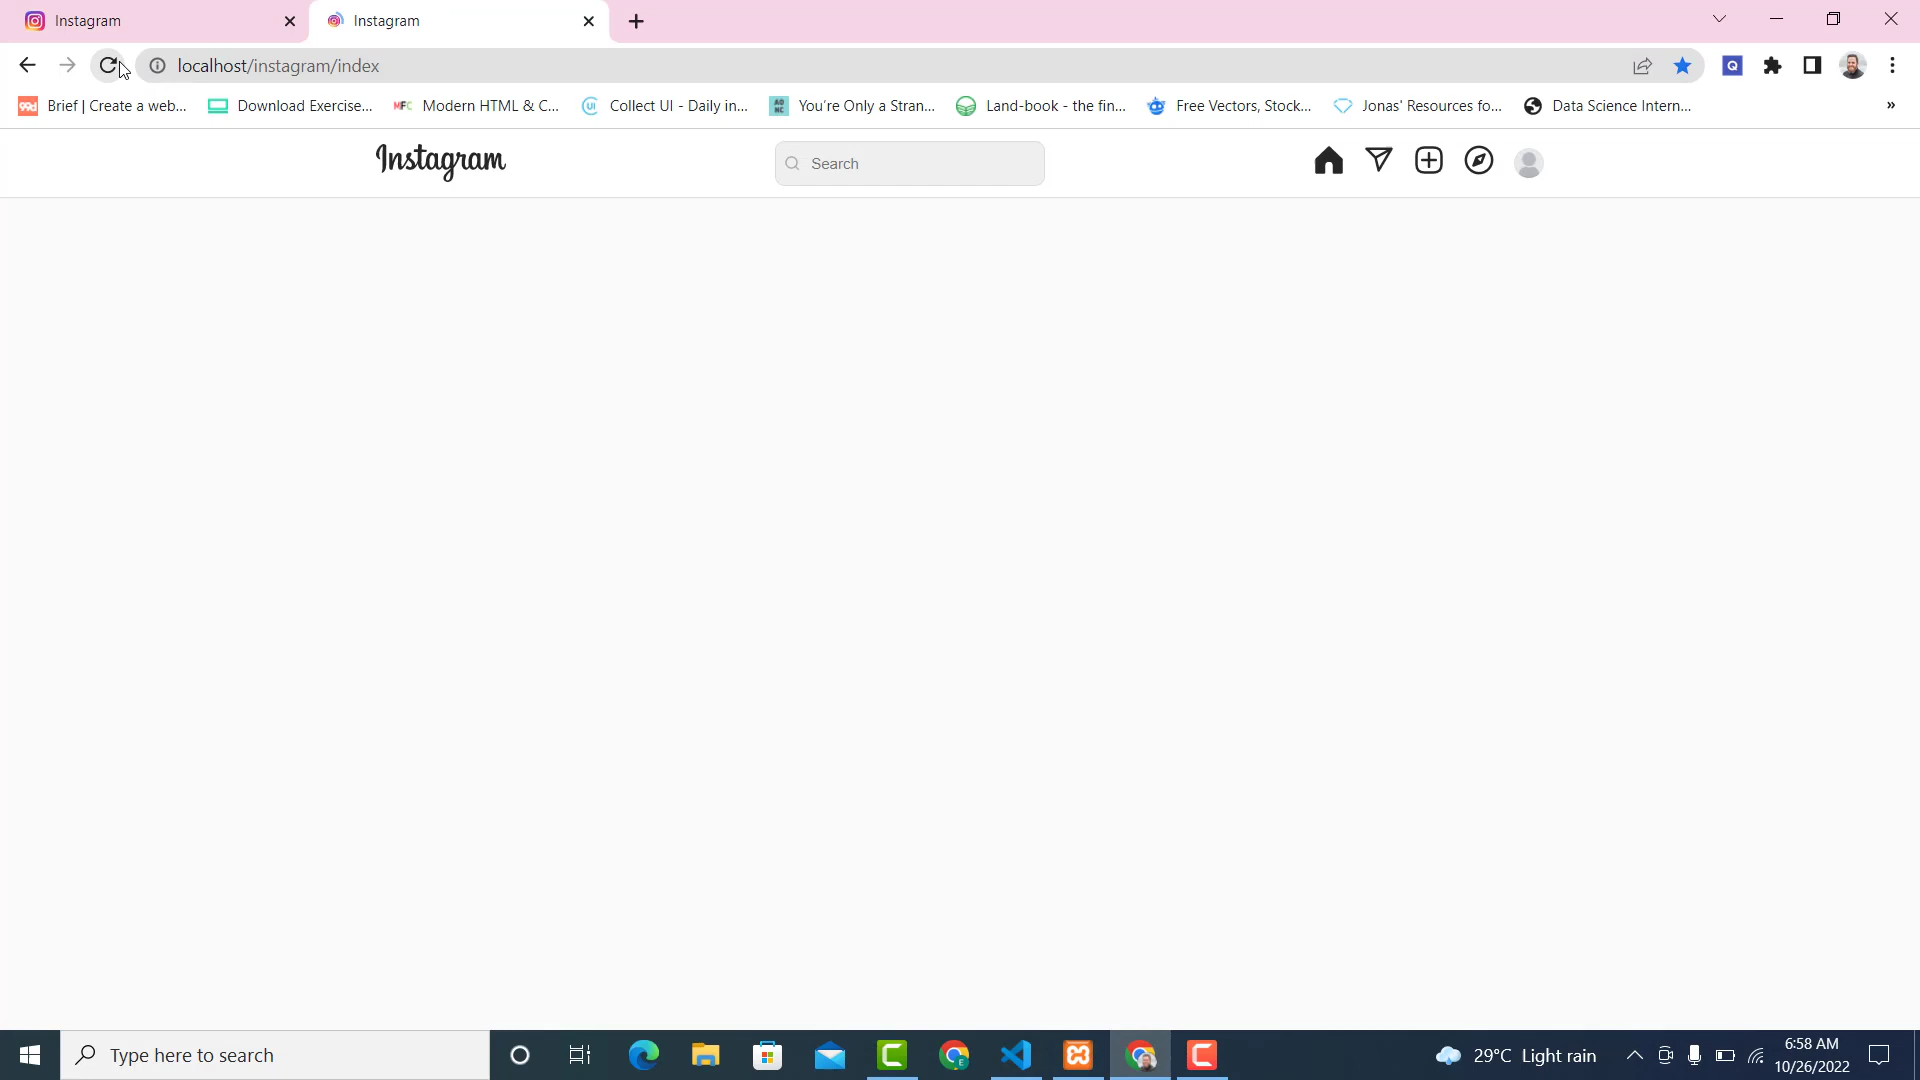 Instagram
Instagram
localhost/instagram/index
Brief | Create a web...
Download Exercise...
MFC
Modern HTML & C...
Collect UI - Daily in...
You're Only a Stran...
Land-book - the fin...
Free Vectors, Stock...
Jonas' Resources fo...
Data Science Intern...
Instagram
Search
Type here to search
29°C Light rain
6:58 AM
10/26/2022